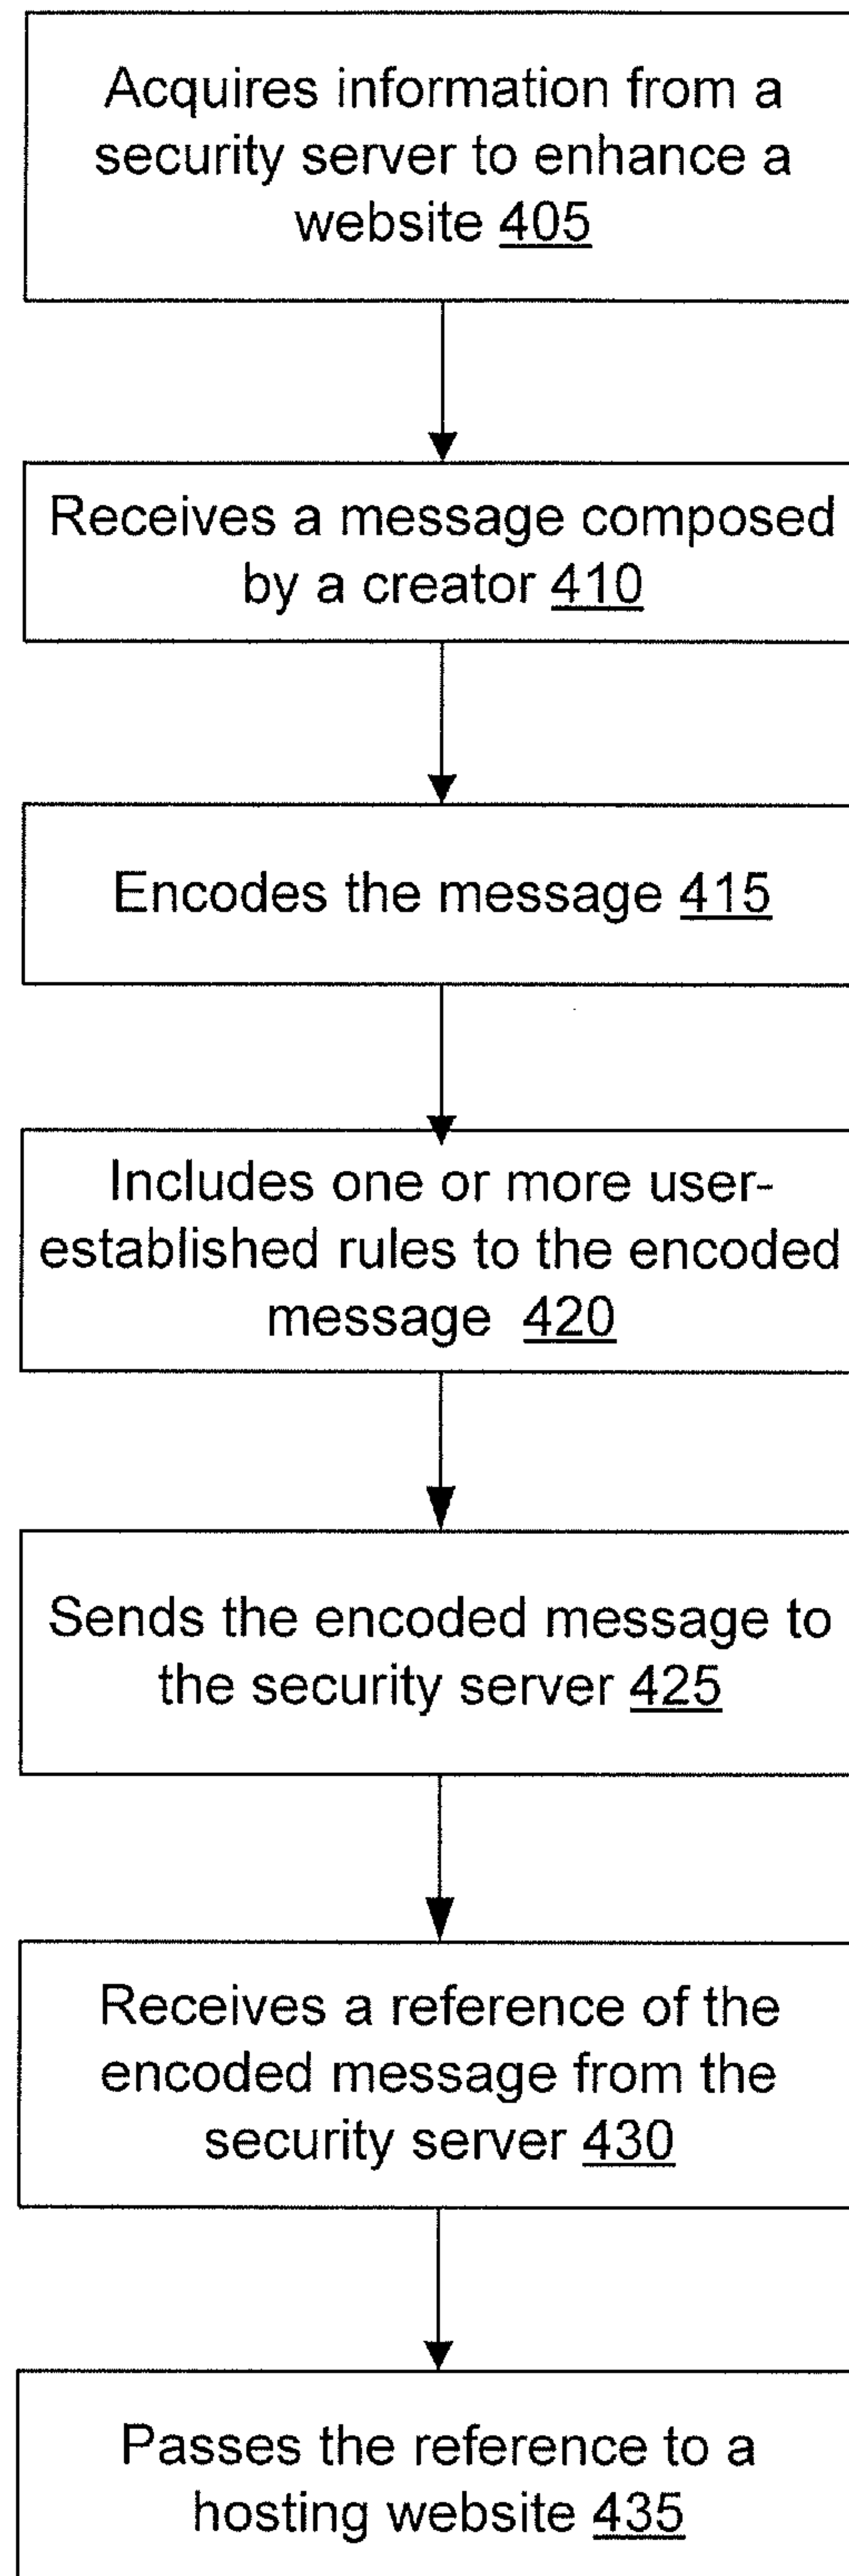 Acquires information from a
security server to enhance a
website 405
Receives a message composed
by a creator 410
Encodes the message 415
Includes one or more user-
established rules to the encoded
message 420
Sends the encoded message to
the security server 425
Receives a reference of the
encoded message from the
security server 430
Passes the reference to a
hosting website 435